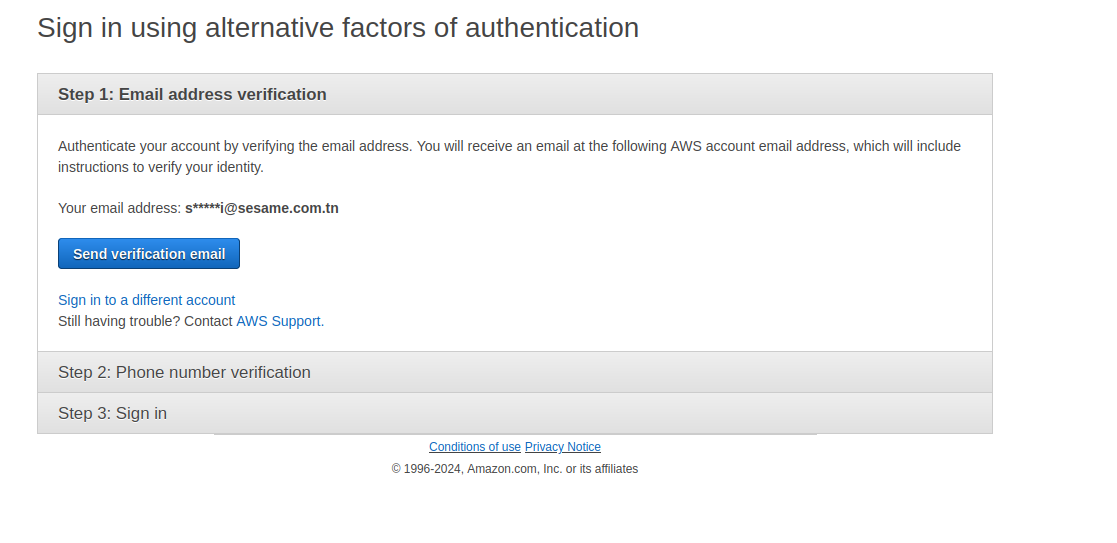 Sign in using alternative factors of authentication
Step 1: Email address verification
Authenticate your account by verifying the email address. You will receive an email at the following AWS account email address, which will include
instructions to verify your identity.
Your email address: s*****i@sesame.com.tn
Send verification email
Sign in to a different account
Still having trouble? Contact AWS Support.
Step 2: Phone number verification
Step 3: Sign in
Conditions of use Privacy Notice
© 1996-2024, Amazon.com, Inc. or its affiliates